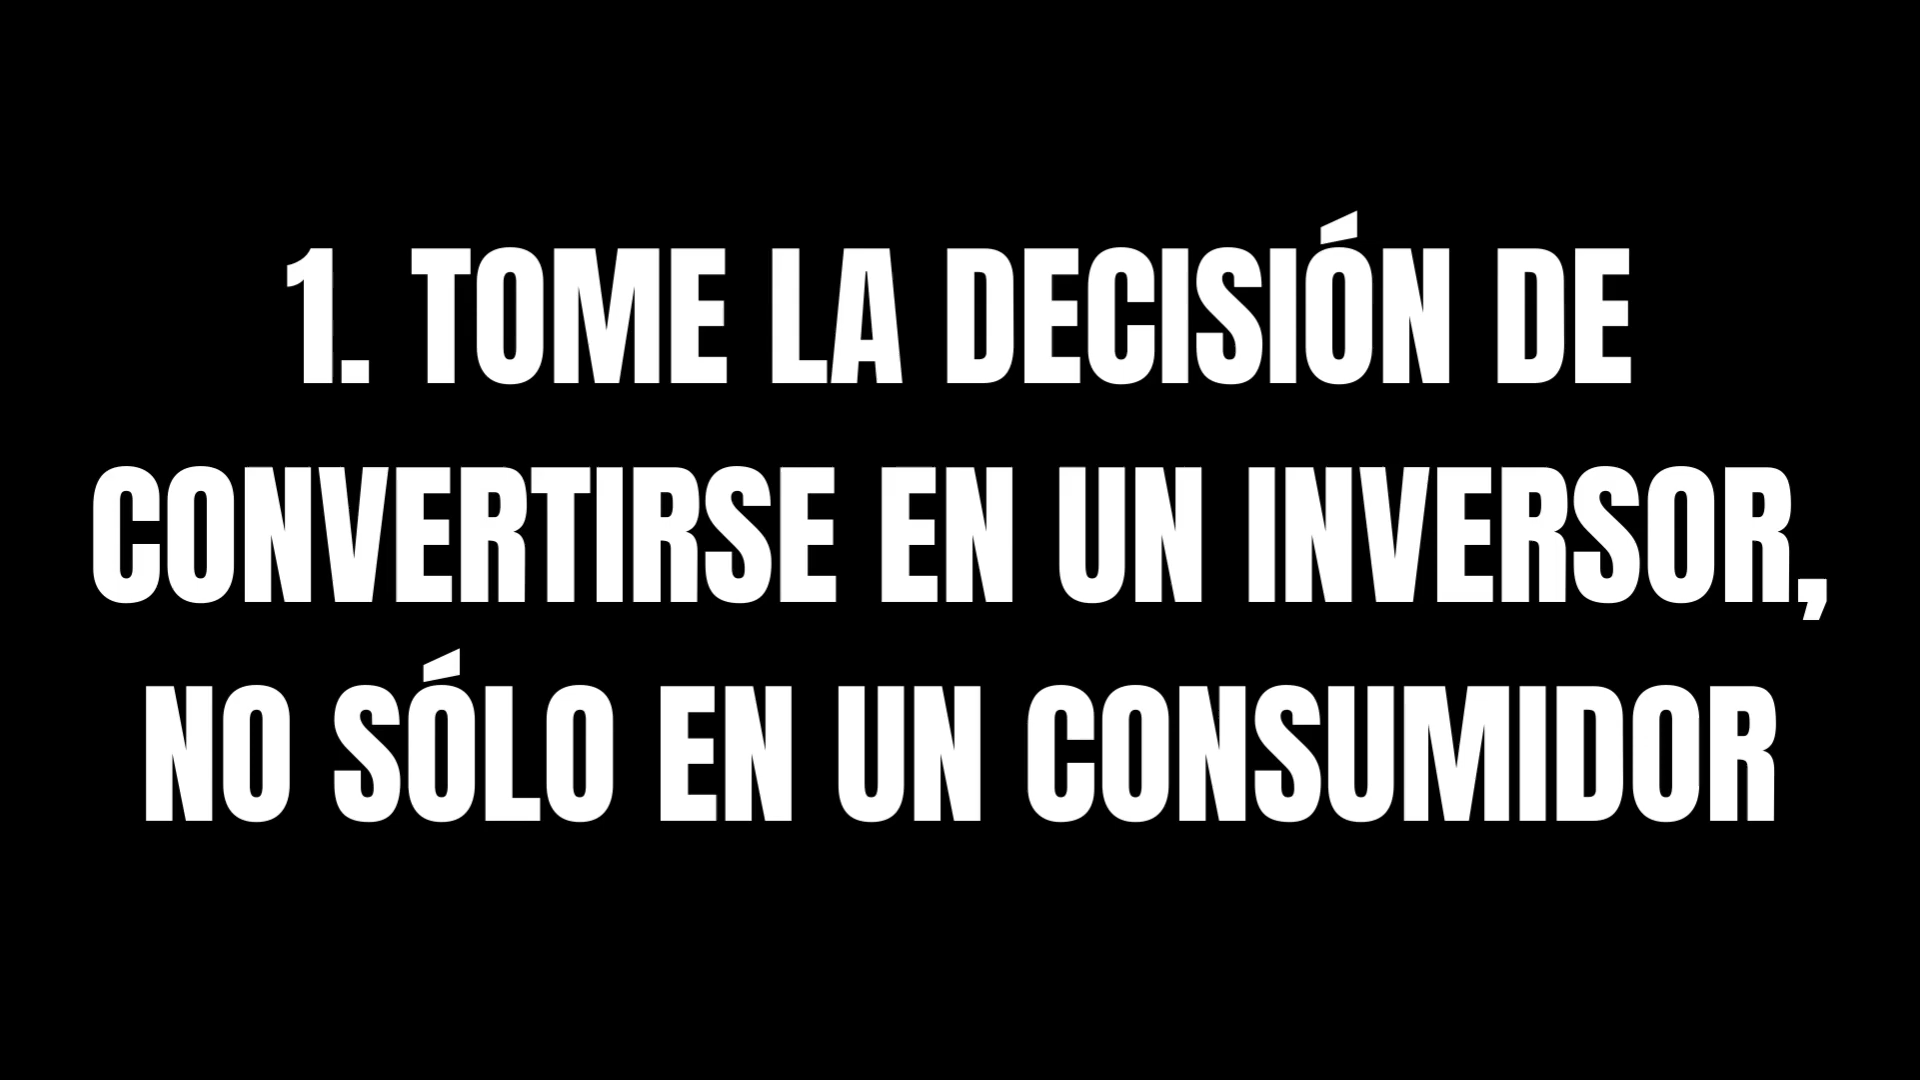 1. TOME LA DECISIÓN DE
CONVERTIRSE EN UN INVERSOR,
NO SÓLO EN UN CONSUMIDOR